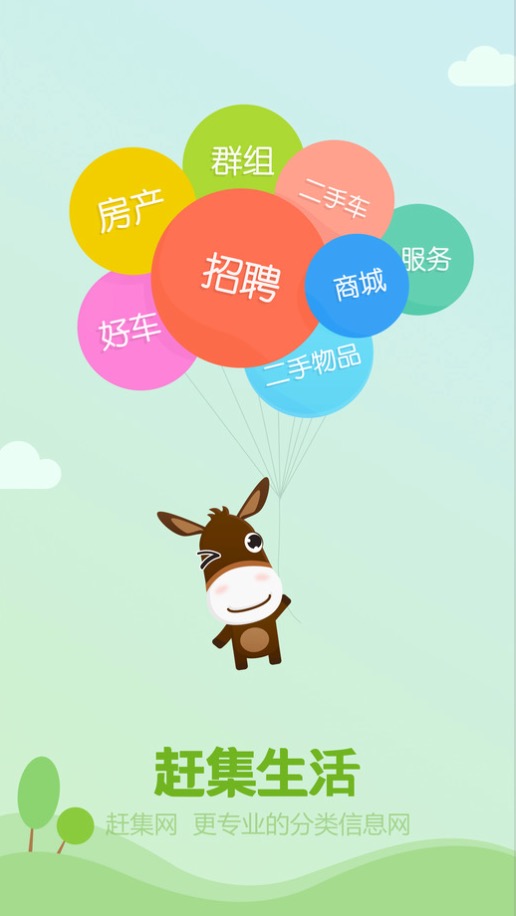 群组
房产
二手车
招聘
服务
商城
好车
二手物品
赶集生活
赶集网 更专业的分类信息网